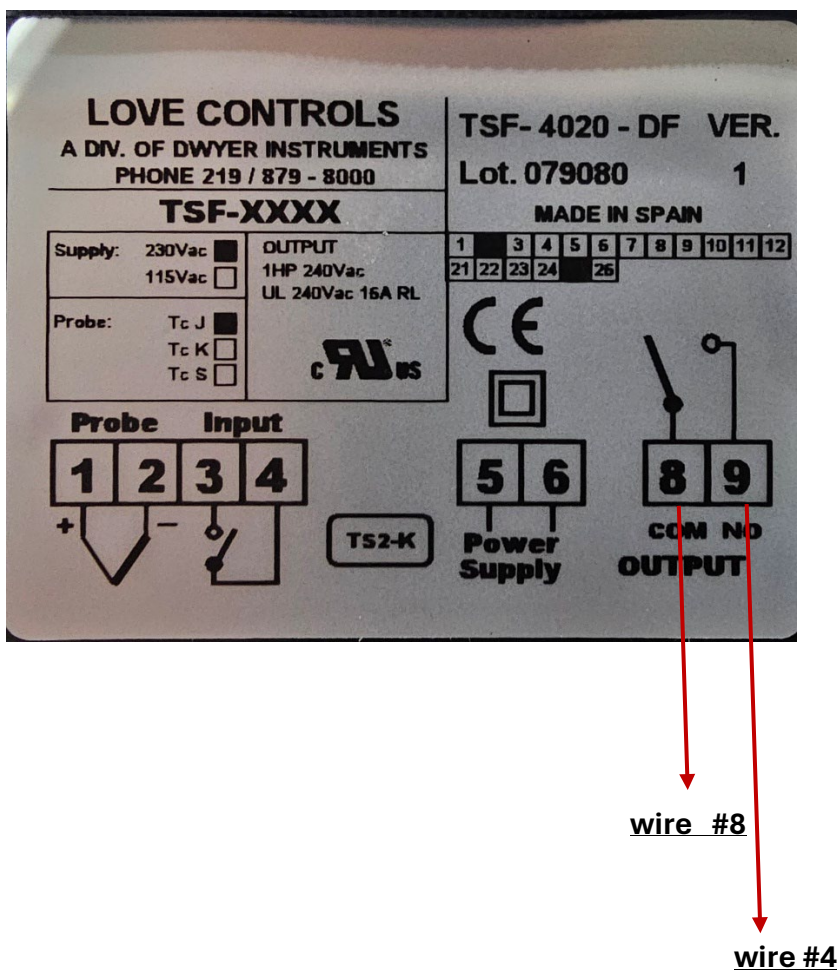 LOVE CONTROLS
A DIV. OF DWYER INSTRUMENTS
PHONE 219 / 879 - 8000
TSF-XXXX
TSF- 4020 - DF VER.
Lot. 079080 1
MADE IN SPAIN
1 3 4 5 6 7 8 9 10 11 12
21 22 23 24 26
Supply: 230Vac
115Vac
Probe: Tc J
Tc K
Tc S
OUTPUT
1HP 240Vac
UL 240Vac 16A RL
C RU US
CE
Probe Input
1 2 3 4
+ −
TS2-K
5 6
Power
Supply
8 9
COM NO
OUTPUT
wire #8
wire #4